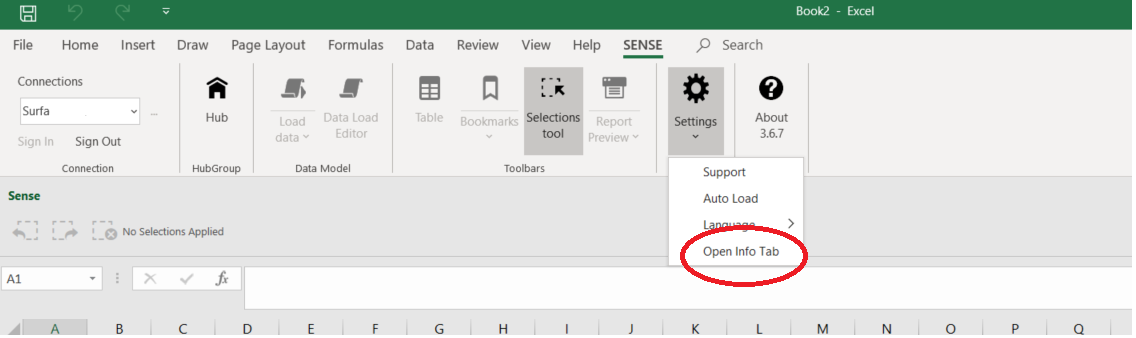 Book2 - Excel
File Home Insert Draw Page Layout Formulas Data Review View Help SENSE Search
Connections
Surfa
...
Sign In Sign Out
Connection
Hub
HubGroup
Load
data
Data Load
Editor
Data Model
Table
Bookmarks
Selections
tool
Report
Preview
Toolbars
Settings
About
3.6.7
Support
Auto Load
Language
Open Info Tab
Sense
No Selections Applied
A1
fx
A B C D E F G H I J K L M N O P Q